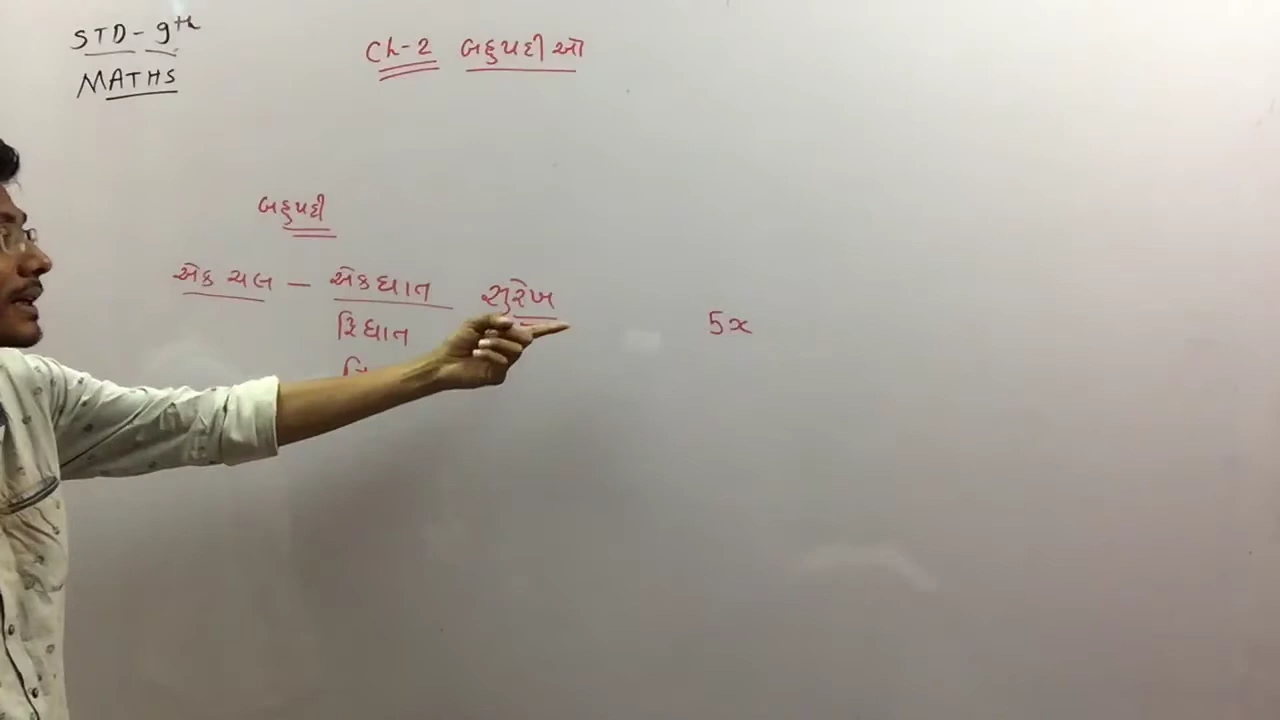 STD - 9th
MATHS
Ch-2 બહુપદીઓ
બહુપદી
એક ચલ — એકઘાત સુરેખ
દ્વિઘાત
5x